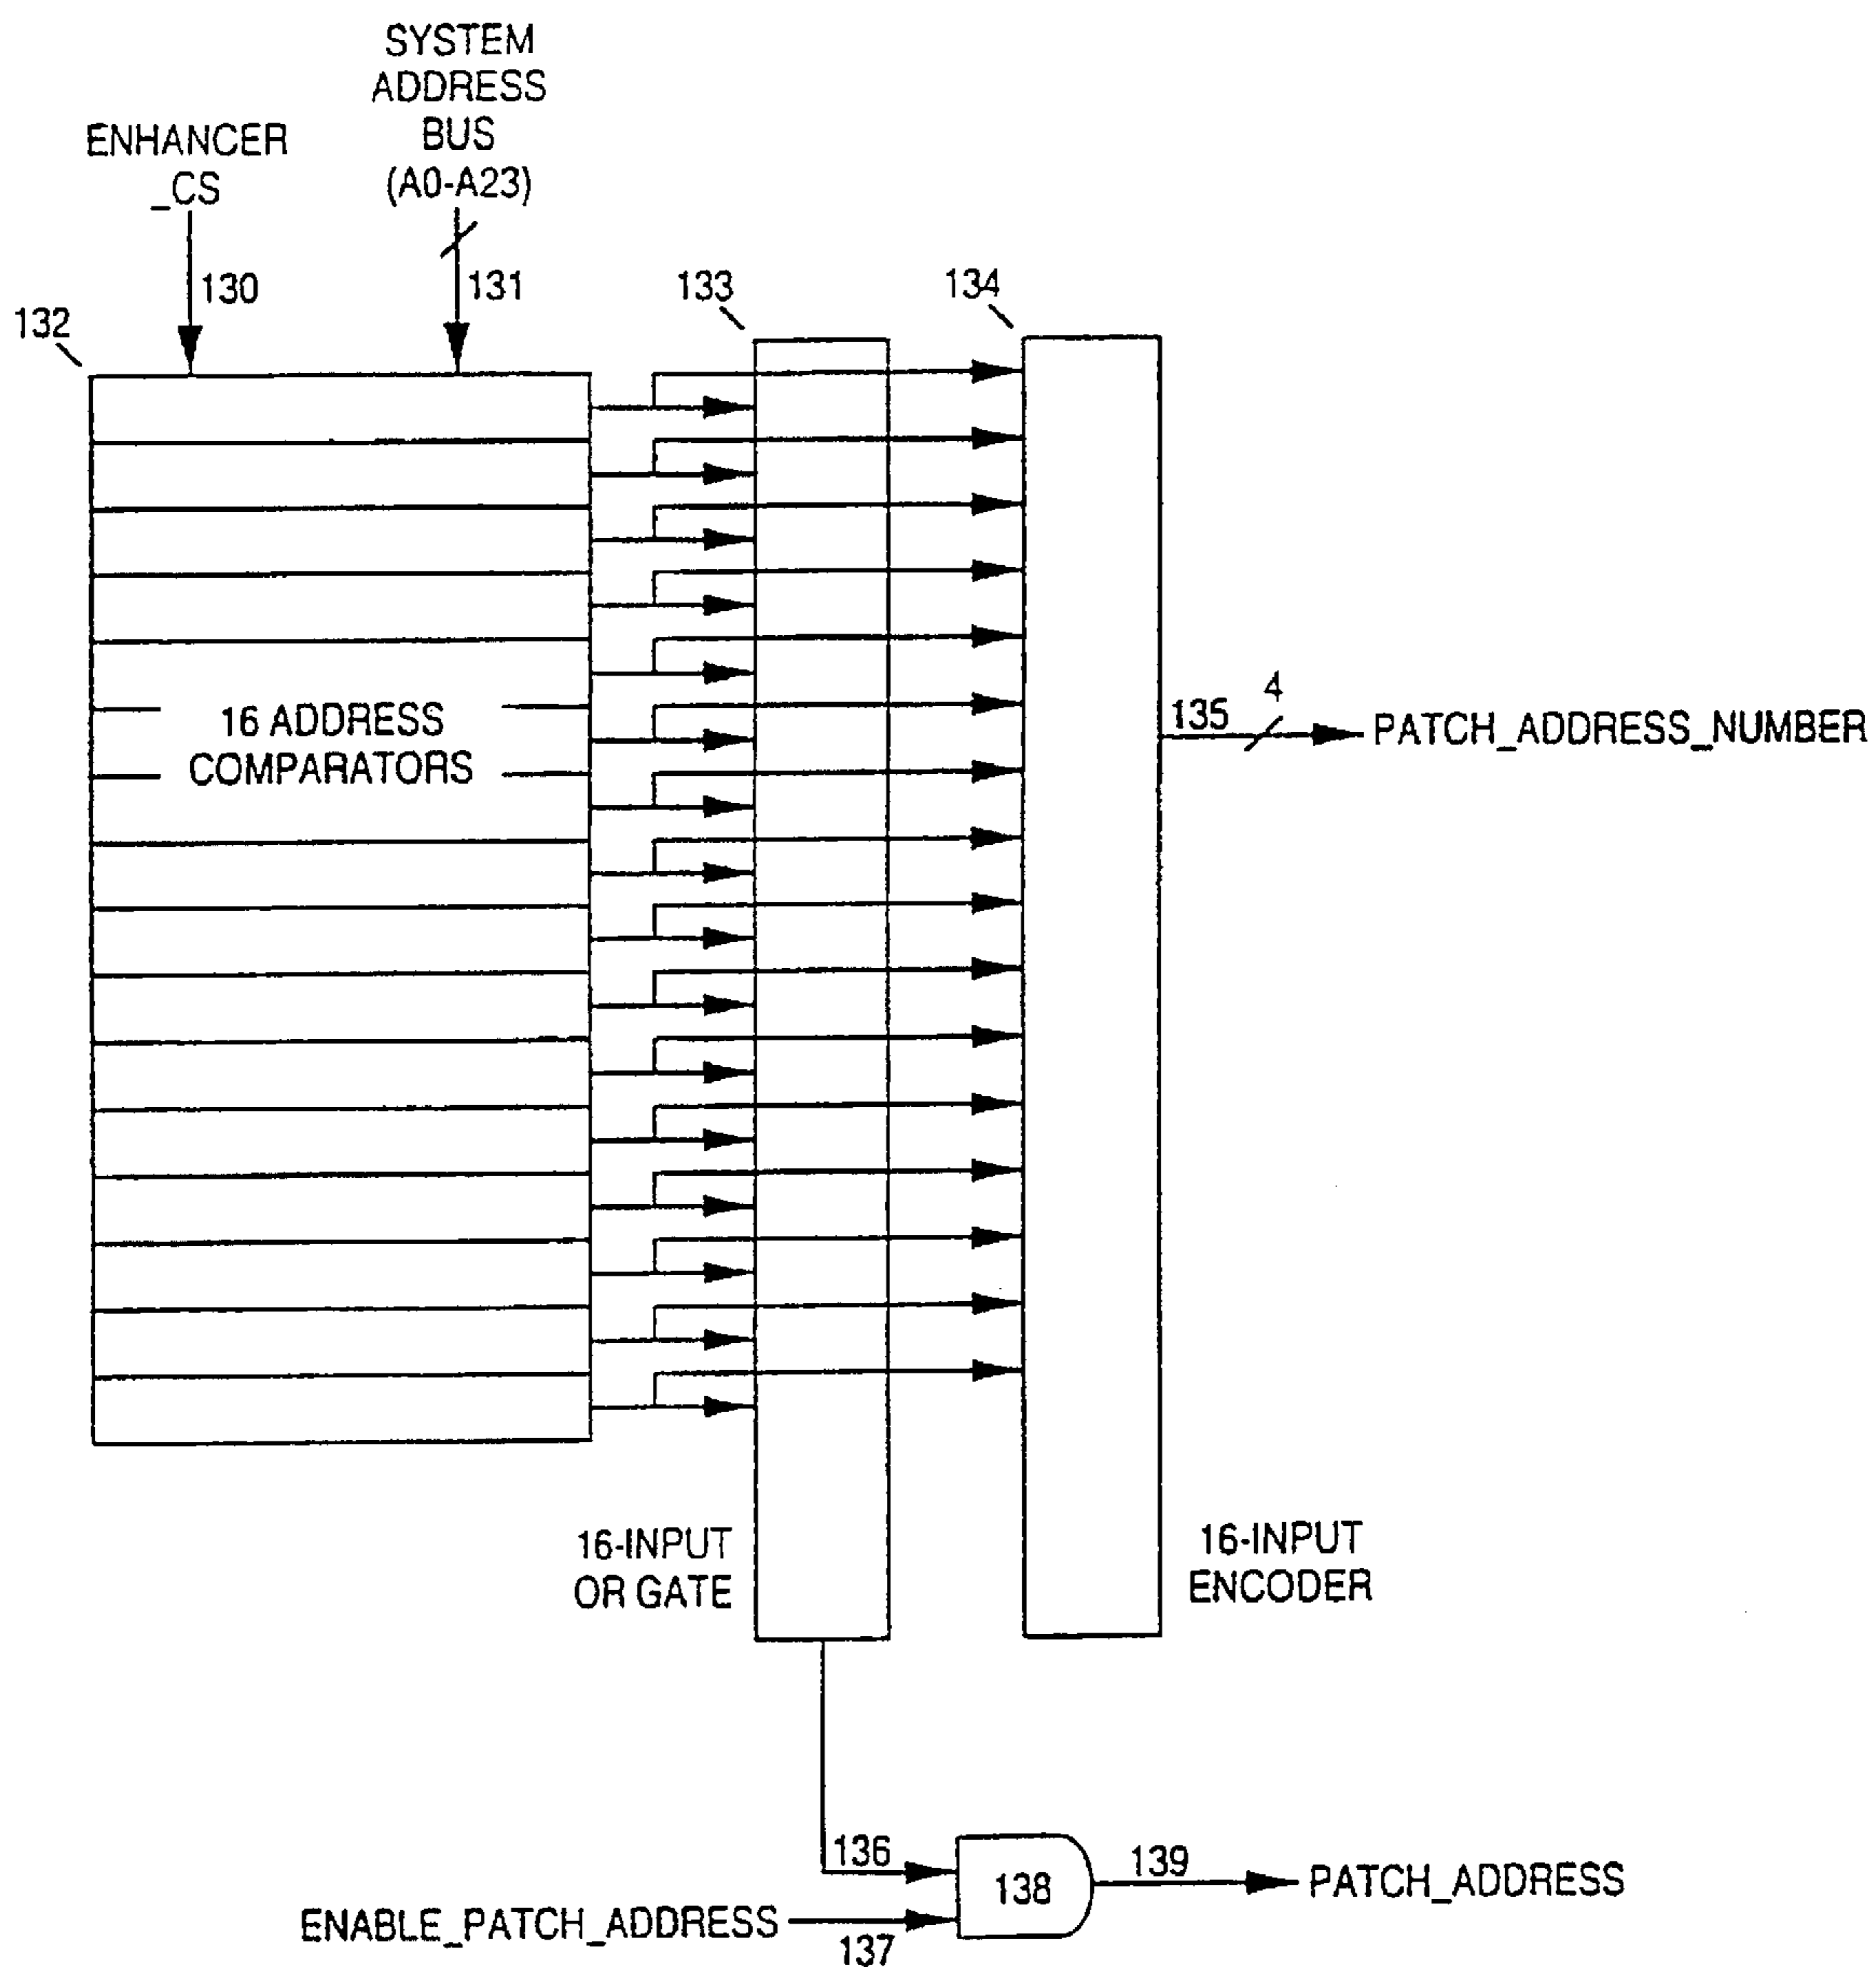 SYSTEM
ADDRESS
BUS
(A0-A23)
ENHANCER
_CS
130
131
132
133
134
16 ADDRESS
COMPARATORS
135
4
PATCH_ADDRESS_NUMBER
16-INPUT
OR GATE
16-INPUT
ENCODER
136
138
139
PATCH_ADDRESS
ENABLE_PATCH_ADDRESS
137